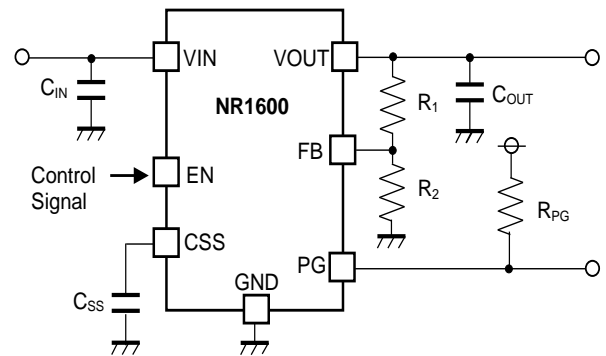 VIN
VOUT
C_IN
NR1600
R_1
C_OUT
FB
Control
Signal
EN
R_2
R_PG
CSS
PG
GND
C_SS